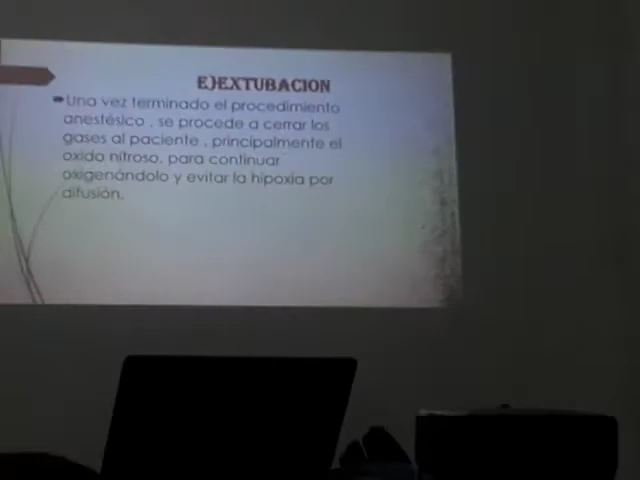 E)EXTUBACION
Una vez terminado el procedimiento
anestésico , se procede a cerrar los
gases al paciente , principalmente el
oxido nitroso, para continuar
oxigenándolo y evitar la hipoxia por
difusión.